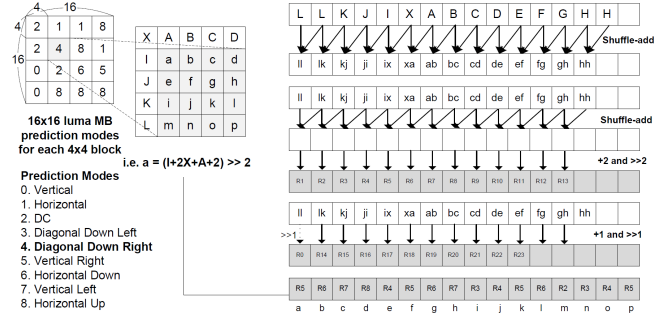 4
16
4
16
2 1 1 8
2 4 8 1
0 2 6 5
0 8 8 8
16x16 luma MB
prediction modes
for each 4x4 block
X A B C D
I a b c d
J e f g h
K i j k l
L m n o p
i.e. a = (I+2X+A+2) >> 2
Prediction Modes
0. Vertical
1. Horizontal
2. DC
3. Diagonal Down Left
4. Diagonal Down Right
5. Vertical Right
6. Horizontal Down
7. Vertical Left
8. Horizontal Up
L L K J I X A B C D E F G H H
Shuffle-add
ll lk kj ji ix xa ab bc cd de ef fg gh hh
ll lk kj ji ix xa ab bc cd de ef fg gh hh
Shuffle-add
+2 and >>2
R1 R2 R3 R4 R5 R6 R7 R8 R9 R10 R11 R12 R13
ll lk kj ji ix xa ab bc cd de ef fg gh hh
>>1
+1 and >>1
R0 R14 R15 R16 R17 R18 R19 R20 R21 R22 R23
R5 R6 R7 R8 R4 R5 R6 R7 R3 R4 R5 R6 R2 R3 R4 R5
a b c d e f g h i j k l m n o p